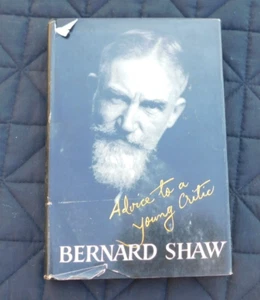 Advice to a
Young Critic
BERNARD SHAW